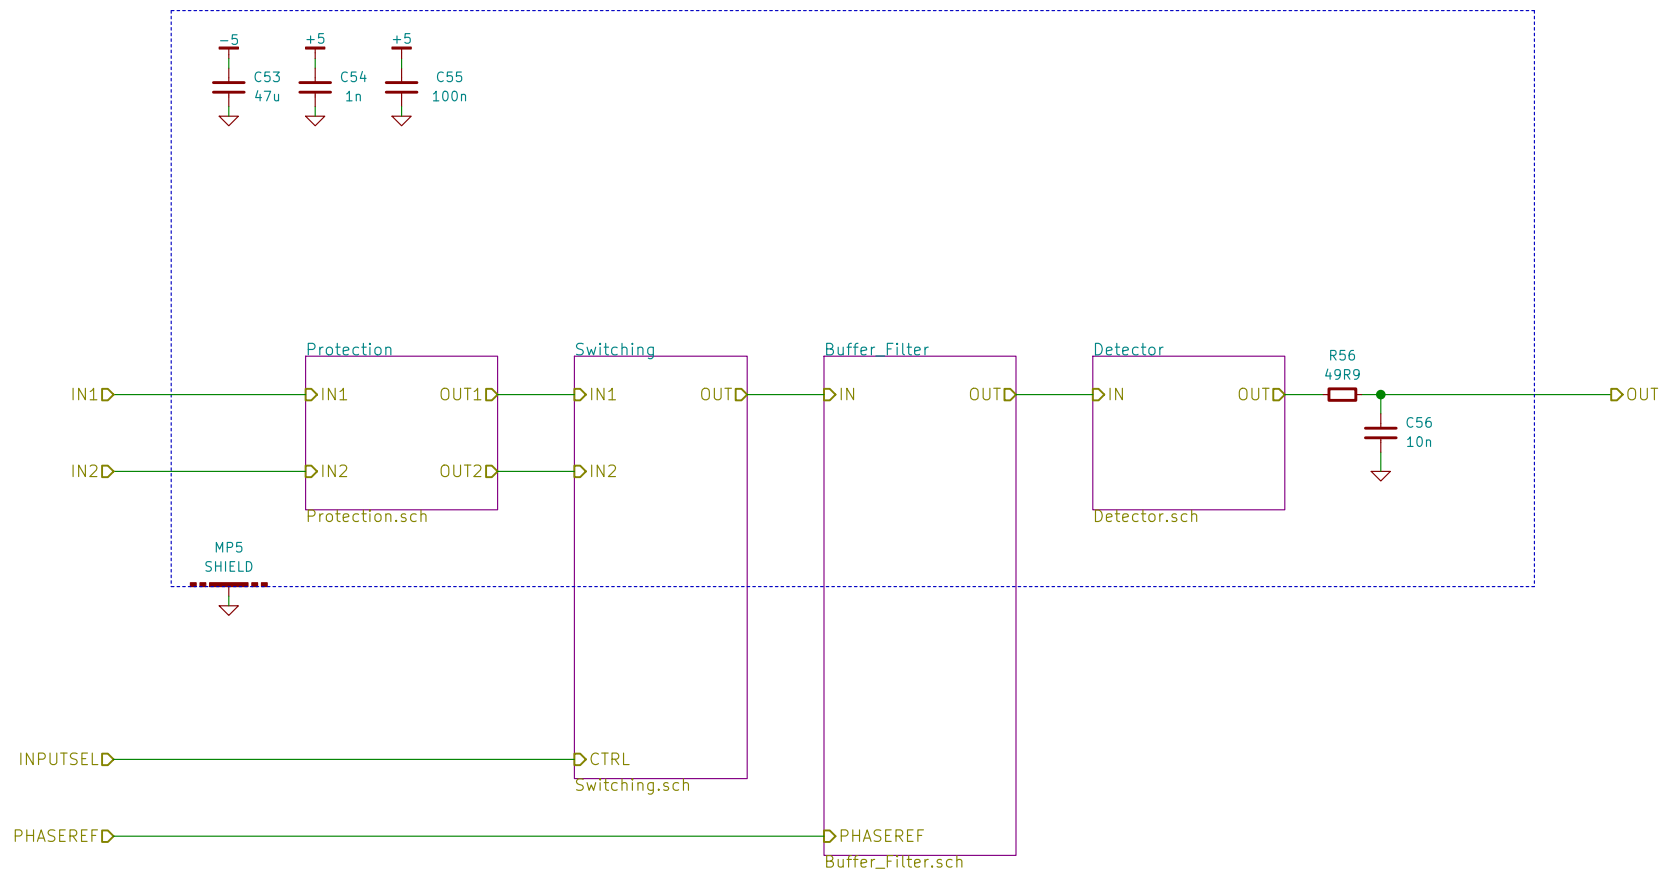 -5
+5
+5
C53
47u
C54
1n
C55
100n
Protection
Switching
Buffer_Filter
Detector
R56
49R9
IN1
IN1
OUT1
IN1
OUT
IN
OUT
IN
OUT
OUT
C56
10n
IN2
IN2
OUT2
IN2
Protection.sch
Detector.sch
MP5
SHIELD
INPUTSEL
CTRL
Switching.sch
PHASEREF
PHASEREF
Buffer_Filter.sch